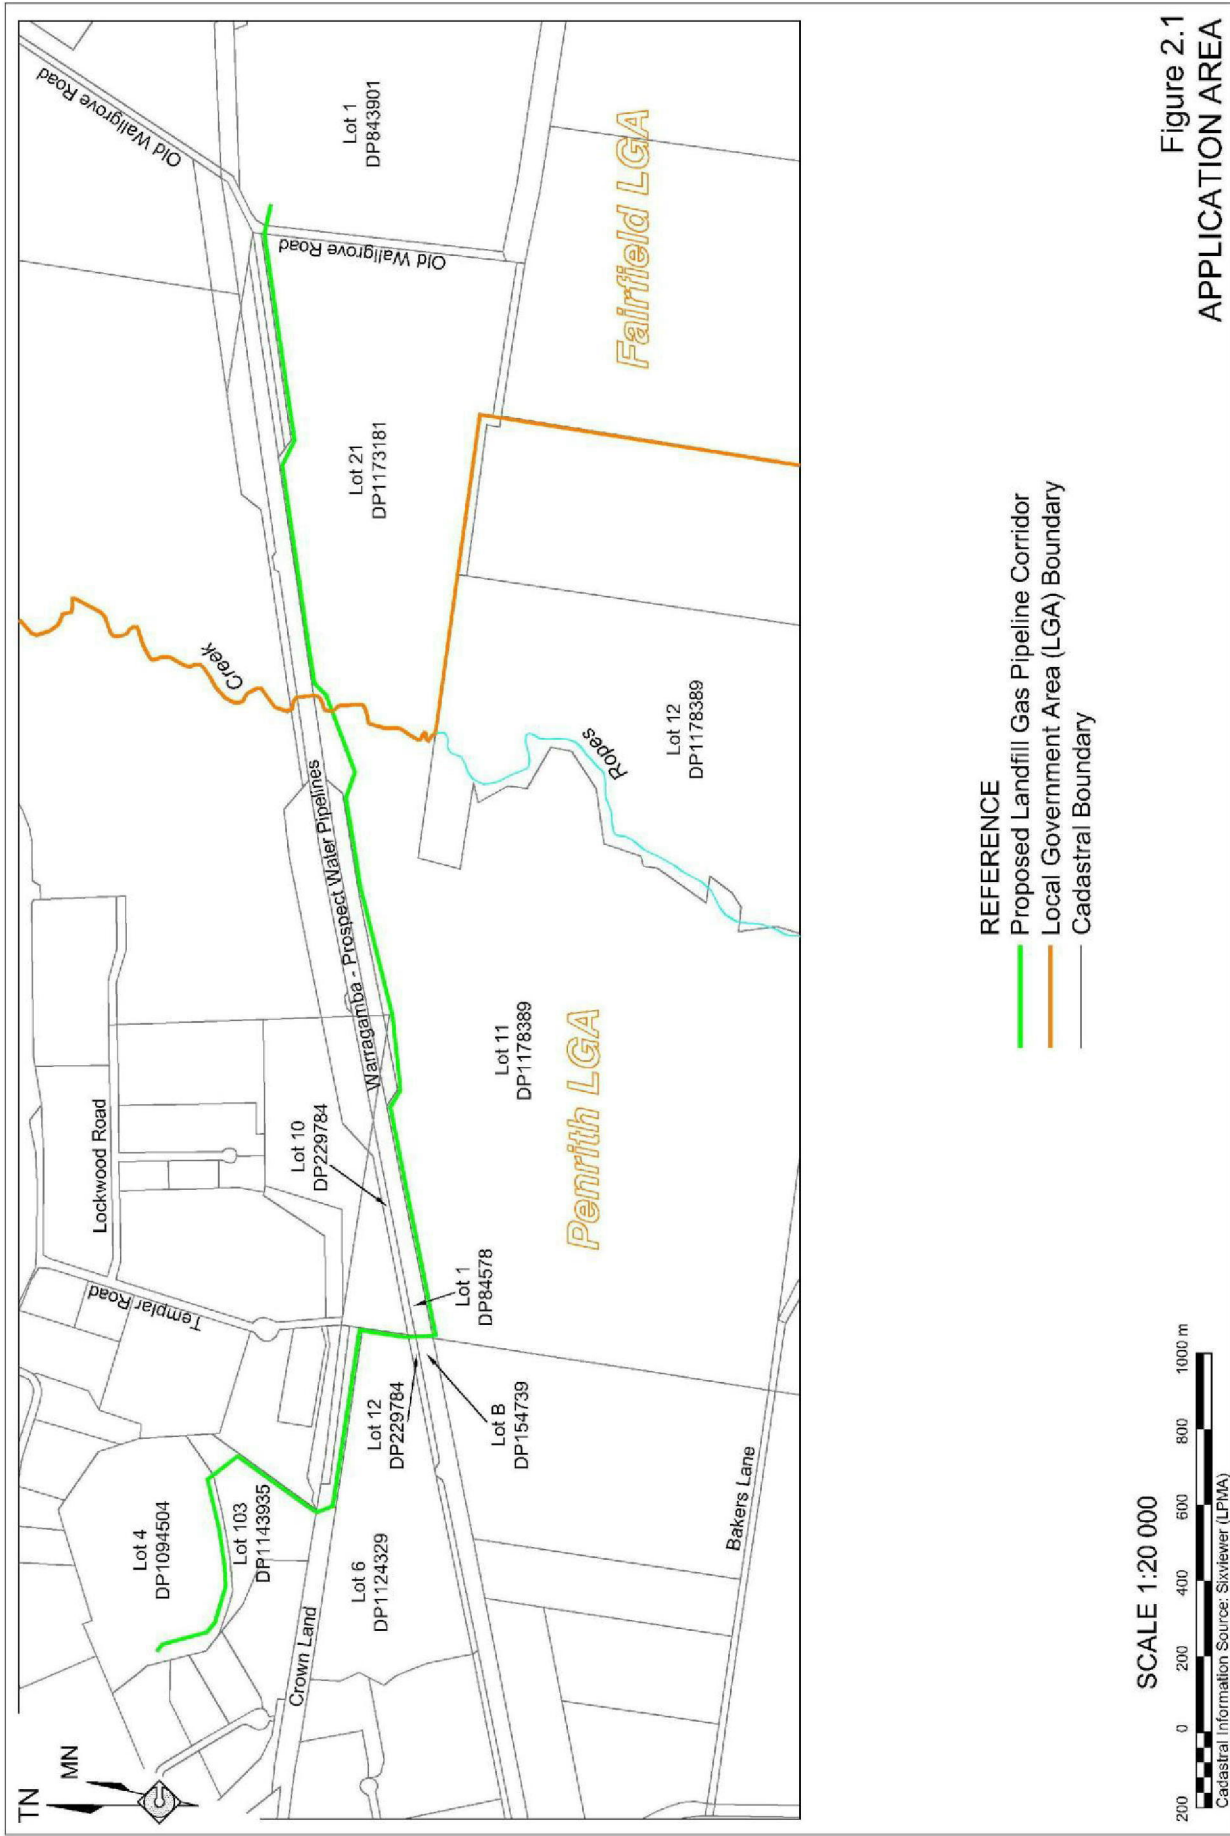 TN
MN
Old Wallgrove Road
Lot 1
DP843901
Old Wallgrove Road
Fairfield LGA
Lot 21
DP1173181
Creek
Ropes
Lot 12
DP1178389
Warragamba - Prospect Water Pipelines
Lockwood Road
Lot 10
DP229784
Lot 11
DP1178389
Penrith LGA
Templar Road
Lot 1
DP84578
Lot 12
DP229784
Lot B
DP154739
Lot 4
DP1094504
Lot 103
DP1143935
Lot 6
DP1124329
Crown Land
Bakers Lane
REFERENCE
Proposed Landfill Gas Pipeline Corridor
Local Government Area (LGA) Boundary
Cadastral Boundary
SCALE 1:20 000
200 0 200 400 600 800 1000 m
Cadastral Information Source: Sixviewer (LPMA)
Figure 2.1
APPLICATION AREA